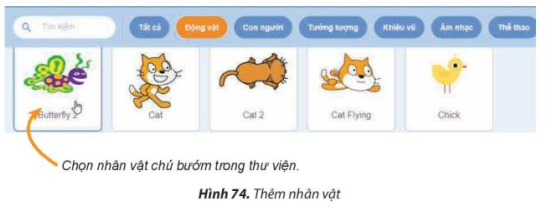 Tìm kiếm Tất cả Động vật Con người Tưởng tượng Khiêu vũ Âm nhạc Thể thao
Butterfly 2 Cat Cat 2 Cat Flying Chick
Chọn nhân vật chú bướm trong thư viện.
Hình 74. Thêm nhân vật